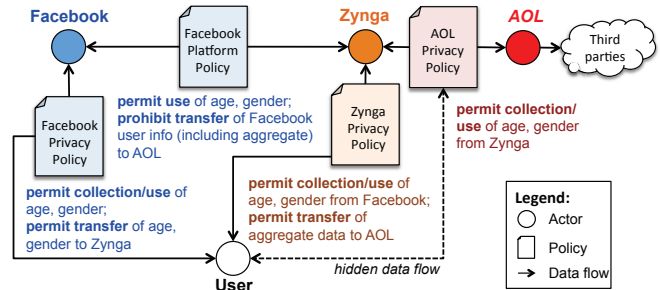 Facebook
Zynga
AOL
Facebook
Platform
Policy
AOL
Privacy
Policy
Third
parties
Facebook
Privacy
Policy
permit use of age, gender;
prohibit transfer of Facebook
user info (including aggregate)
to AOL
Zynga
Privacy
Policy
permit collection/
use of age, gender
from Zynga
permit collection/use of
age, gender;
permit transfer of age,
gender to Zynga
permit collection/use of
age, gender from Facebook;
permit transfer of
aggregate data to AOL
hidden data flow
User
Legend:
Actor
Policy
Data flow